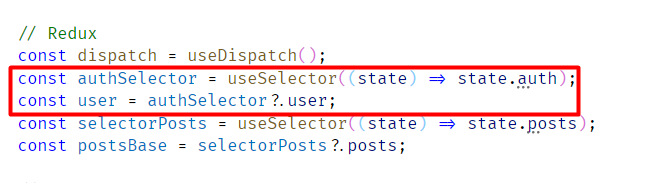 // Redux
const dispatch = useDispatch();
const authSelector = useSelector((state) => state.auth);
const user = authSelector?.user;
const selectorPosts = useSelector((state) => state.posts);
const postsBase = selectorPosts?.posts;